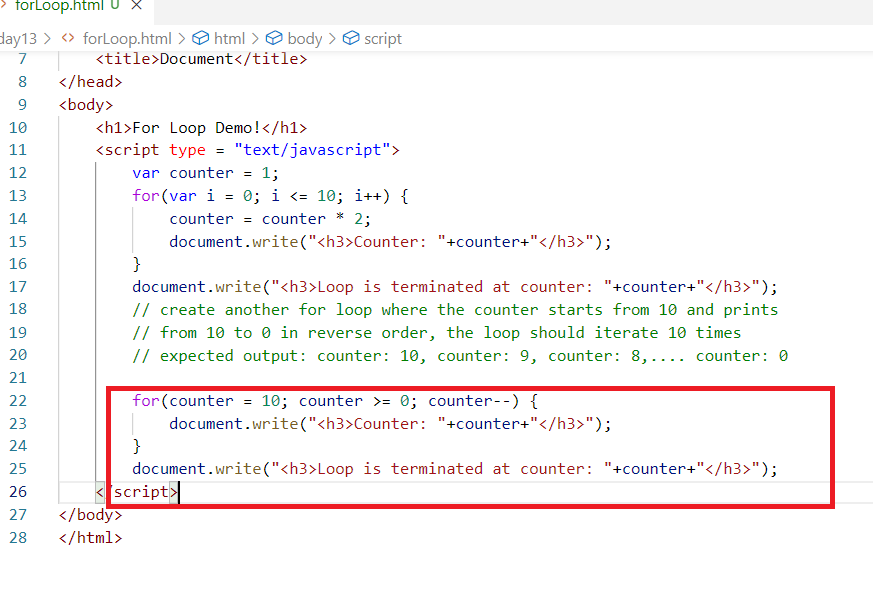 forLoop.html U ×
day13 > <> forLoop.html > html > body > script
7 <title>Document</title>
8 </head>
9 <body>
10 <h1>For Loop Demo!</h1>
11 <script type = "text/javascript">
12 var counter = 1;
13 for(var i = 0; i <= 10; i++) {
14 counter = counter * 2;
15 document.write("<h3>Counter: "+counter+"</h3>");
16 }
17 document.write("<h3>Loop is terminated at counter: "+counter+"</h3>");
18 // create another for loop where the counter starts from 10 and prints
19 // from 10 to 0 in reverse order, the loop should iterate 10 times
20 // expected output: counter: 10, counter: 9, counter: 8,.... counter: 0
21
22 for(counter = 10; counter >= 0; counter--) {
23 document.write("<h3>Counter: "+counter+"</h3>");
24 }
25 document.write("<h3>Loop is terminated at counter: "+counter+"</h3>");
26 </script>
27 </body>
28 </html>